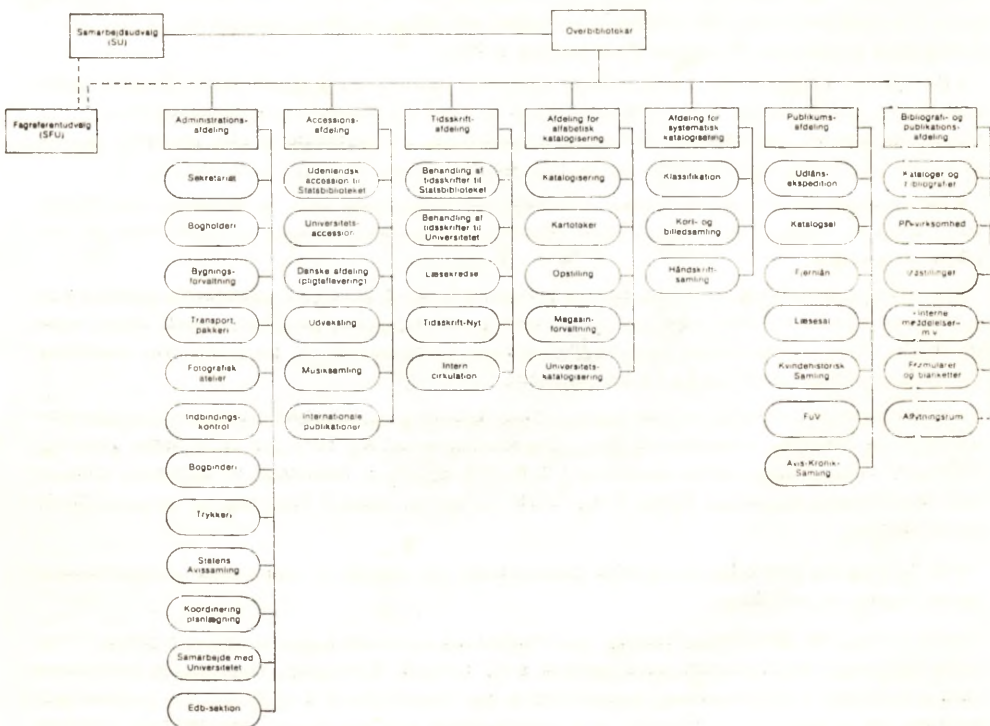 Samarbejdsudvalg
(SU)
Overbibliotekar
Fagreferentudvalg
(SFU)
Administrations-
afdeling
Sekretariat
Bogholderi
Bygnings-
forvaltning
Transport,
pakkeri
Fotografisk
atelier
Indbindings-
kontrol
Bogbinderi
Trykkeri
Statens
Avissamling
Koordinering
planlægning
Samarbejde med
Universitetet
Edb-sektion
Accessions-
afdeling
Udenlandsk
accession til
Statsbiblioteket
Universitets-
accession
Danske afdeling
(pligtaflevering)
Udveksling
Musiksamling
Internationale
publikationer
Tidsskrift-
afdeling
Behandling af
tidsskrifter til
Statsbiblioteket
Behandling af
tidsskrifter til
Universitetet
Læsekredse
Tidsskrift-Nyt
Intern
cirkulation
Afdeling for
alfabetisk
katalogisering
Katalogisering
Kartoteker
Opstilling
Magasin-
forvaltning
Universitets-
katalogisering
Afdeling for
systematisk
katalogisering
Klassifikation
Kort- og
billedsamling
Håndskrift-
samling
Publikums-
afdeling
Udlåns-
ekspedition
Katalogsal
Fjernlån
Læsesal
Kvindehistorisk
Samling
FuV
Avis-Kronik-
Samling
Bibliografi- og
publikations-
afdeling
Kataloger og
bibliografier
PR-virksomhed
Udstillinger
Interne
meddelelser
m.v.
Formularer
og blanketter
Aflytningsrum